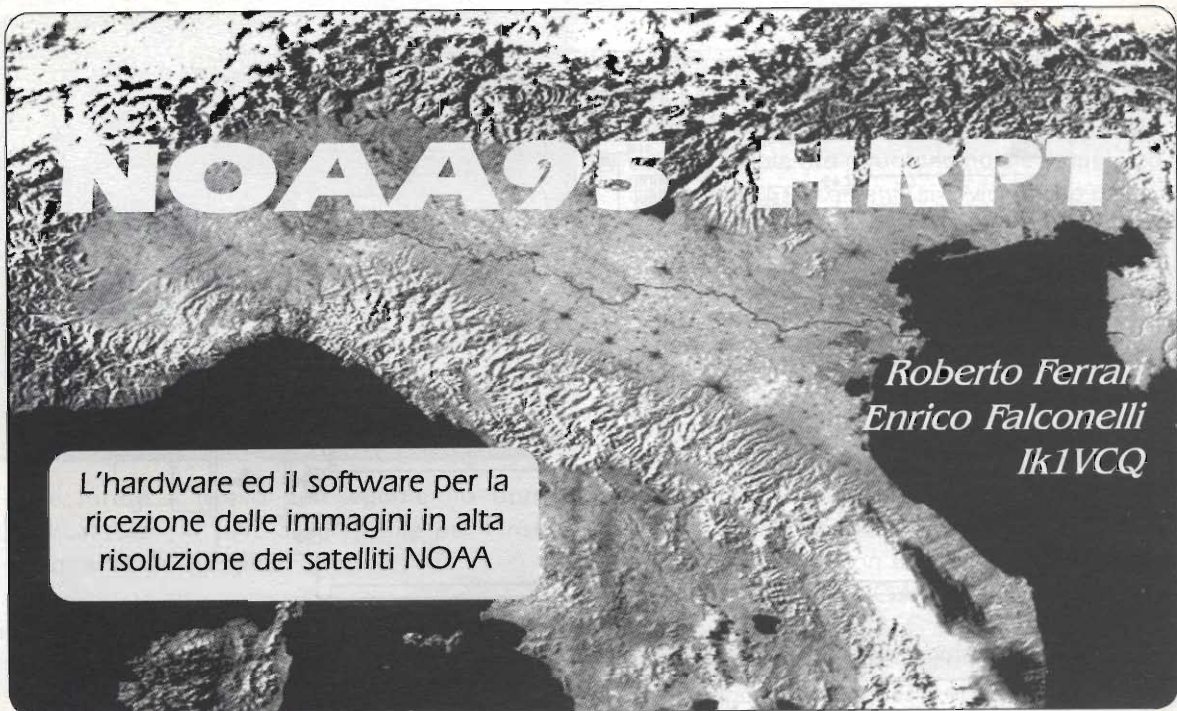 NOAA95 HRPT
Roberto Ferrari
Enrico Falconelli
Ik1VCQ
L'hardware ed il software per la
ricezione delle immagini in alta
risoluzione dei satelliti NOAA